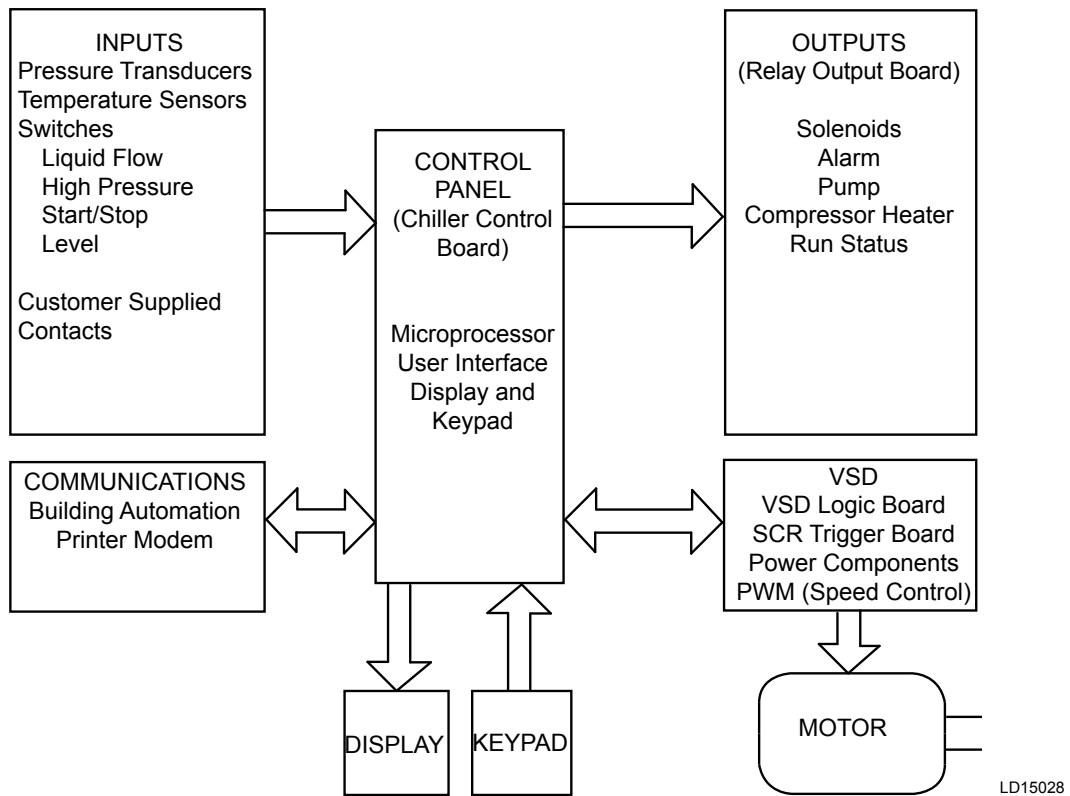 INPUTS
Pressure Transducers
Temperature Sensors
Switches
Liquid Flow
High Pressure
Start/Stop
Level
Customer Supplied
Contacts
CONTROL
PANEL
(Chiller Control
Board)
Microprocessor
User Interface
Display and
Keypad
OUTPUTS
(Relay Output Board)
Solenoids
Alarm
Pump
Compressor Heater
Run Status
COMMUNICATIONS
Building Automation
Printer Modem
VSD
VSD Logic Board
SCR Trigger Board
Power Components
PWM (Speed Control)
DISPLAY
KEYPAD
MOTOR
LD15028